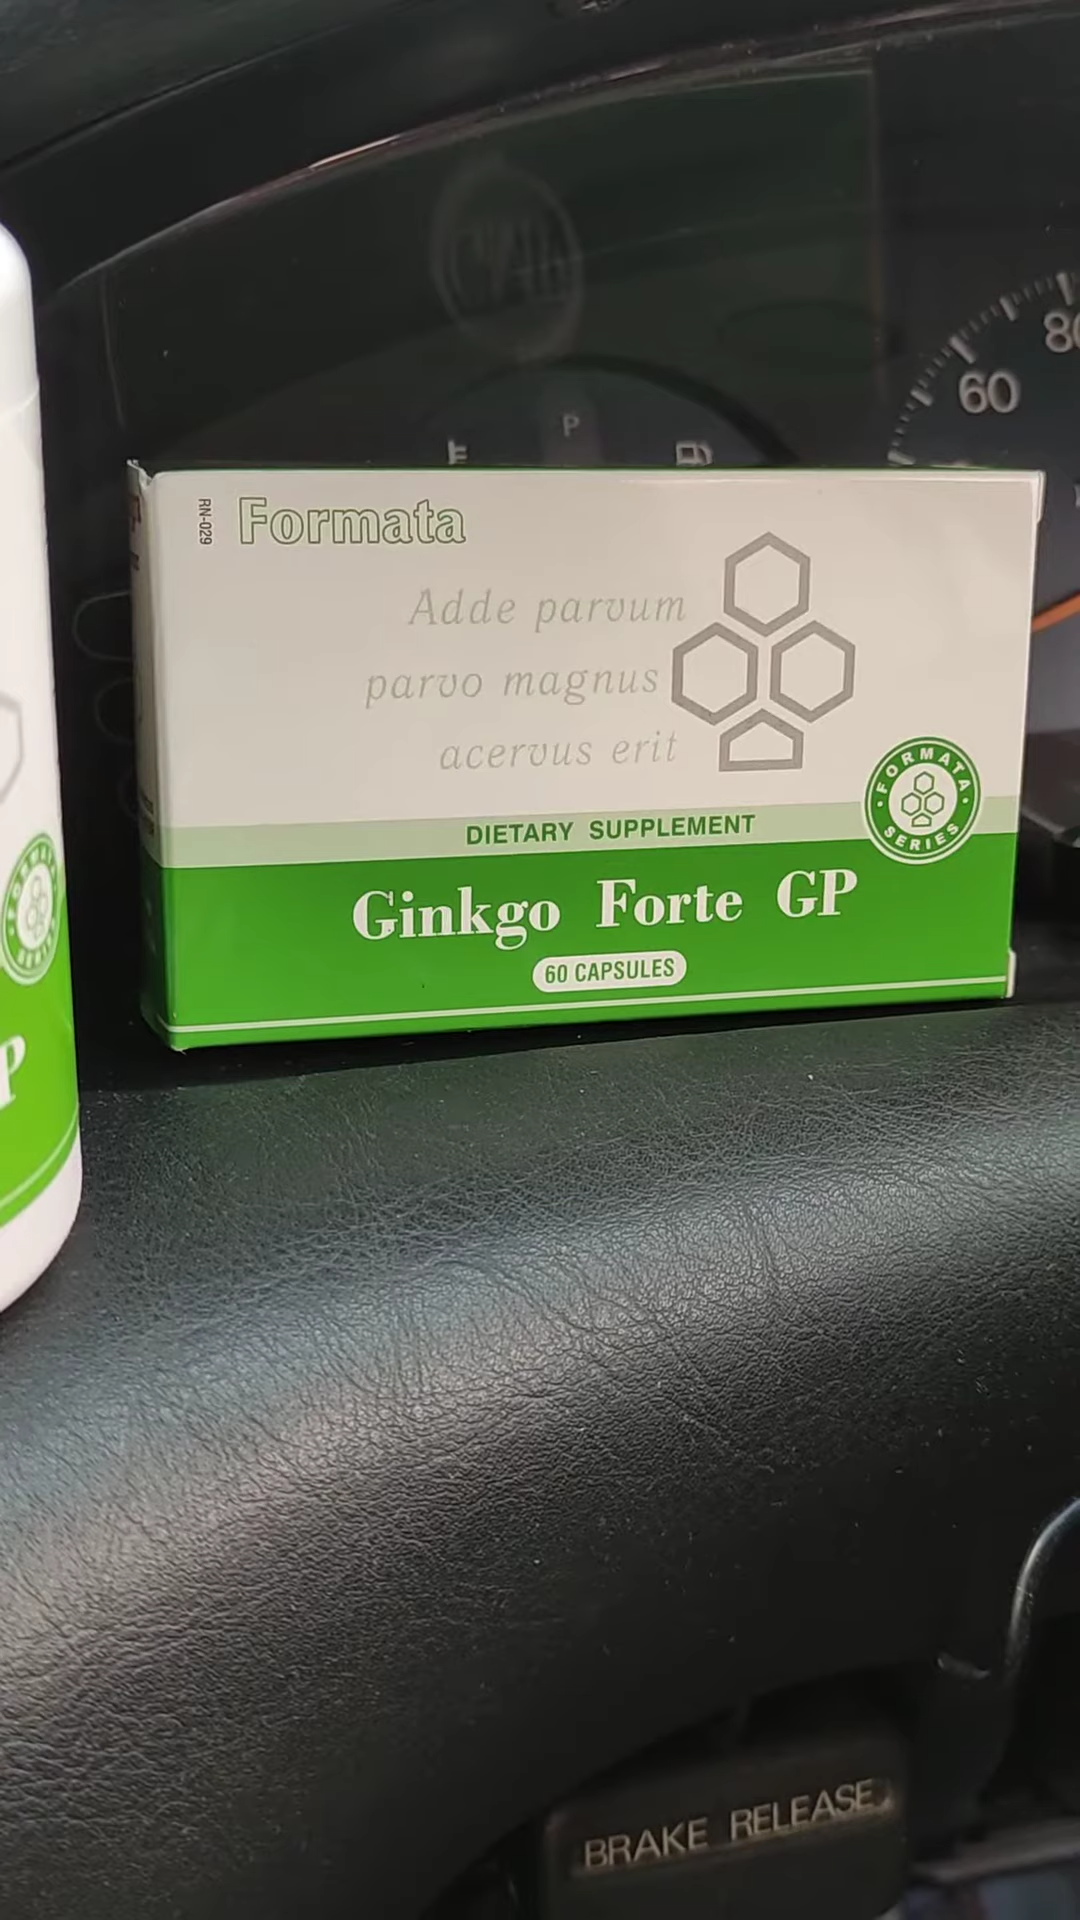 60
80
P
RN-029
Formata
Adde parvum
parvo magnus
acervus erit
FORMATA
SERIES
DIETARY SUPPLEMENT
Ginkgo Forte GP
60 CAPSULES
P
BRAKE RELEASE